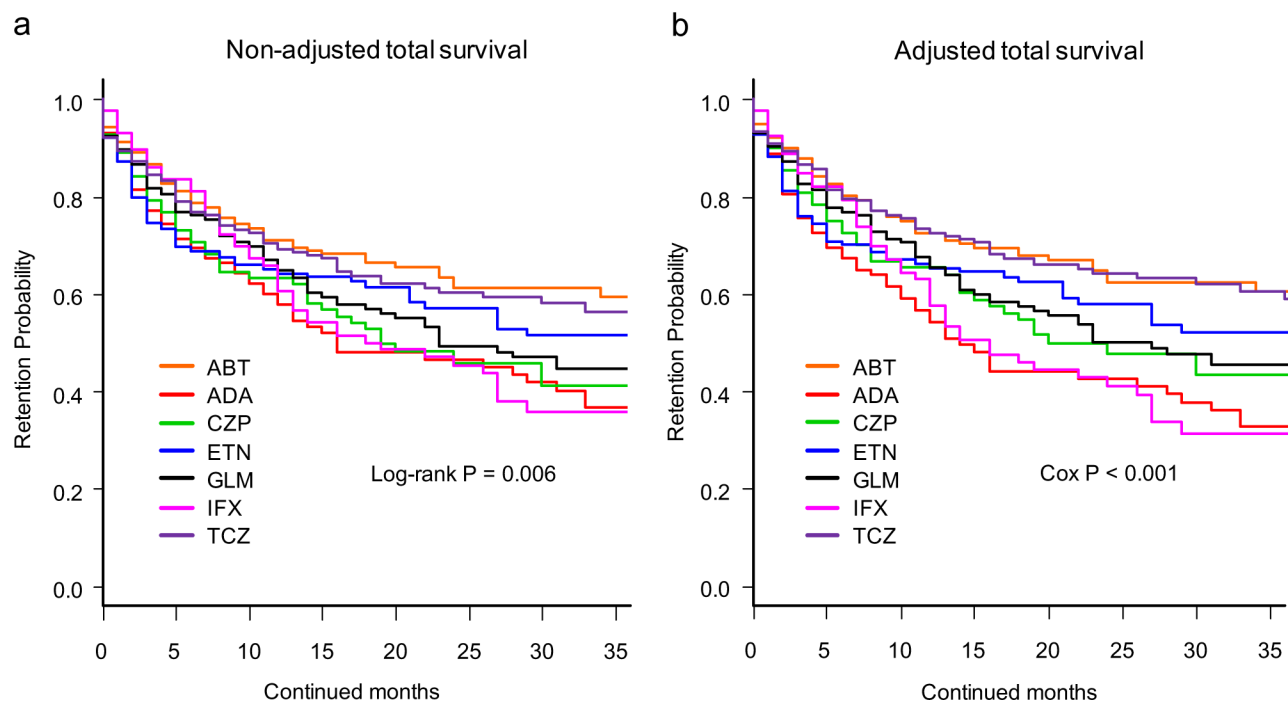 a
Non-adjusted total survival
1.0
0.8
0.6
0.4
0.2
0.0
Retention Probability
ABT
ADA
CZP
ETN
GLM
IFX
TCZ
Log-rank P = 0.006
0 5 10 15 20 25 30 35
Continued months
b
Adjusted total survival
1.0
0.8
0.6
0.4
0.2
0.0
Retention Probability
ABT
ADA
CZP
ETN
GLM
IFX
TCZ
Cox P < 0.001
0 5 10 15 20 25 30 35
Continued months